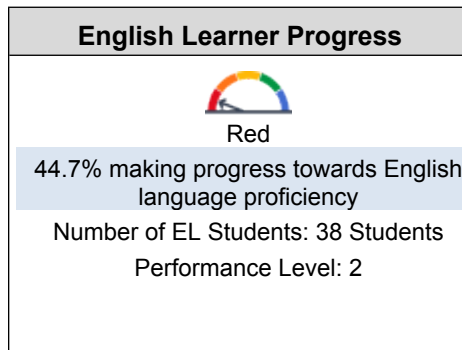 English Learner Progress
Red
44.7% making progress towards English
language proficiency
Number of EL Students: 38 Students
Performance Level: 2